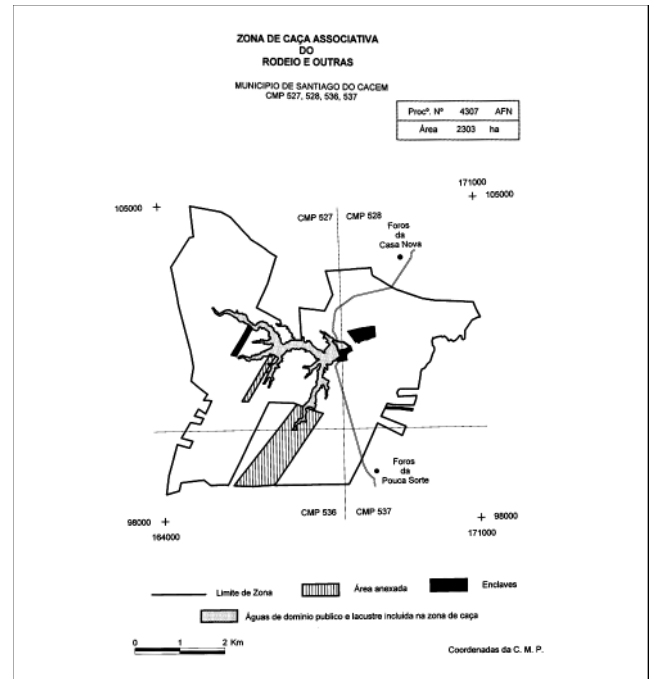 ZONA DE CAÇA ASSOCIATIVA
DO
RODEIO E OUTRAS
MUNICIPIO DE SANTIAGO DO CACEM
CMP 527, 528, 536, 537
Procº. Nº 4307 AFN
Área 2303 ha
171000
105000
105000
CMP 527
CMP 528
Foros
da
Casa Nova
Foros
da
Pouca Sorte
CMP 536
CMP 537
98000
164000
98000
171000
Limite de Zona
Área anexada
Enclaves
Águas de dominio publico e lacustre incluida na zona de caça
0 1 2 Km
Coordenadas da C. M. P.